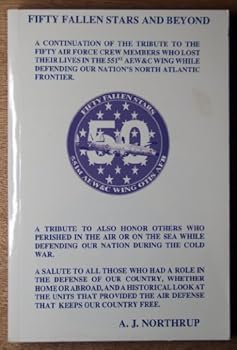 FIFTY FALLEN STARS AND BEYOND
A CONTINUATION OF THE TRIBUTE TO THE
FIFTY AIR FORCE CREW MEMBERS WHO LOST
THEIR LIVES IN THE 551ST AEW&C WING WHILE
DEFENDING OUR NATION'S NORTH ATLANTIC
FRONTIER.
FIFTY FALLEN STARS
50
551st AEW&C WING OTIS AFB
A TRIBUTE TO ALSO HONOR OTHERS WHO
PERISHED IN THE AIR OR ON THE SEA WHILE
DEFENDING OUR NATION DURING THE COLD
WAR.
A SALUTE TO ALL THOSE WHO HAD A ROLE IN
THE DEFENSE OF OUR COUNTRY, WHETHER
HOME OR ABROAD, AND A HISTORICAL LOOK AT
THE UNITS THAT PROVIDED THE AIR DEFENSE
THAT KEEPS OUR COUNTRY FREE.
A. J. NORTHRUP